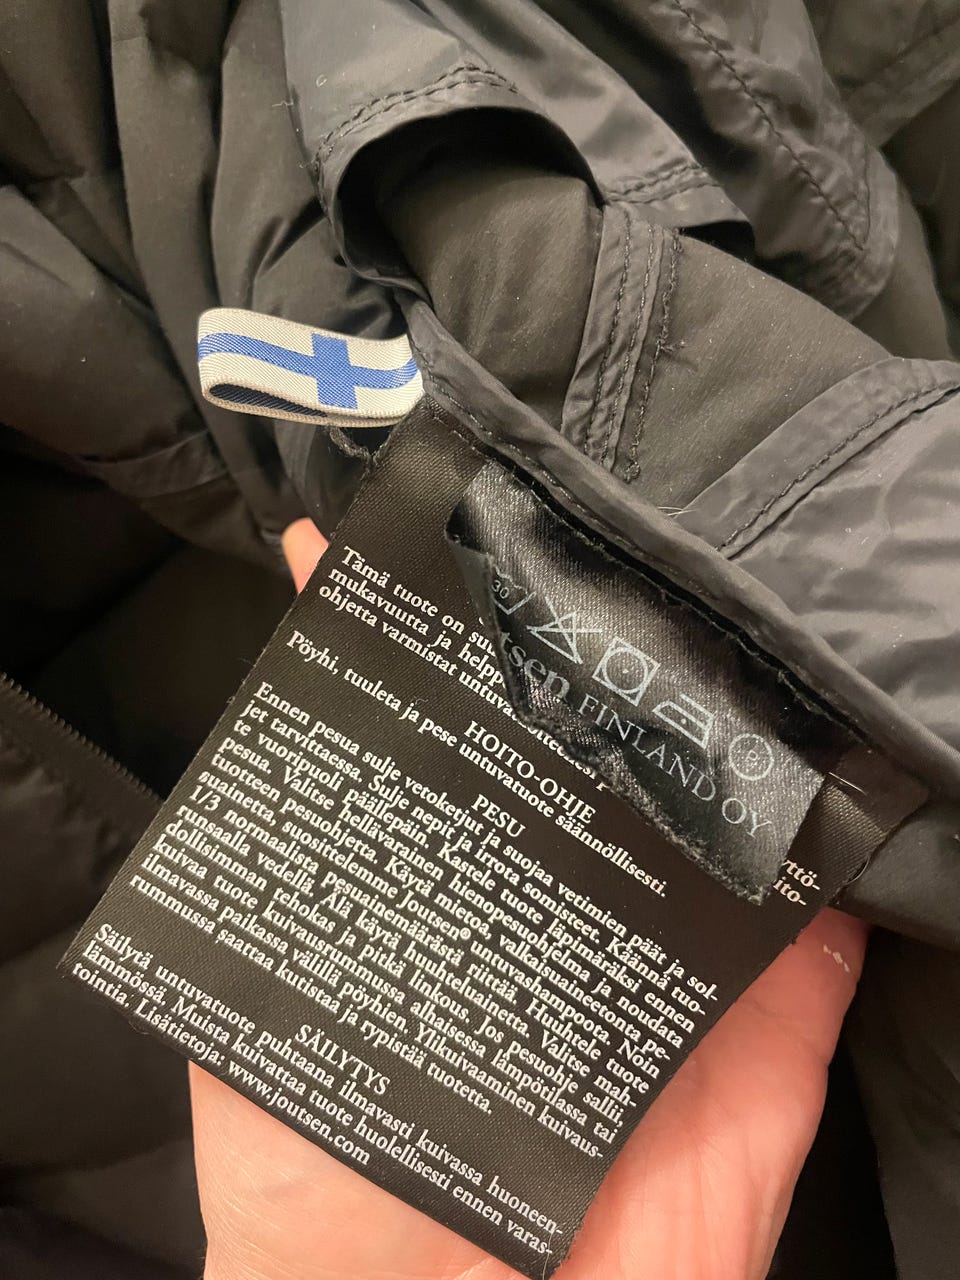 30
Joutsen FINLAND OY
P
Tämä tuote on
mukavuutta ja
ohjetta varmistat
HOITO-OHJE
Pöyhi, tuuleta ja pese untuvatuote säännöllisesti.
PESU
Ennen pesua sulje vetoketjut ja suojaa vetimien päät ja sol-
jet tarvittaessa. Sulje nepit ja irrota somisteet. Käännä tuo-
te vuoripuoli päällepäin. Kastele tuote läpimäräksi ennen
pesua. Valitse hellävarainen hienopesuohjelma ja noudata
tuotteen pesuohjetta. Käytä mietoa, valkaisuaineetonta pe-
suainetta, suosittelemme Joutsen® untuvashampoota. Noin
1/3 normaalista pesuainemäärästä riittää. Huuhtele tuote
runsaalla vedellä. Älä käytä huuhteluainetta. Valitse mah-
dollisimman tehokas ja pitkä linkous. Jos pesuohje sallii,
kuivaa tuote kuivausrummussa alhaisessa lämpötilassa tai
ilmavassa paikassa välillä pöyhien. Ylikuivaaminen kuivaus-
rummussa saattaa kutistaa ja rypistää tuotetta.
SÄILYTYS
Säilytä untuvatuote puhtaana ilmavasti kuivassa huoneen-
lämmössä. Muista kuivattaa tuote huolellisesti ennen varas-
tointia. Lisätietoja: www.joutsen.com